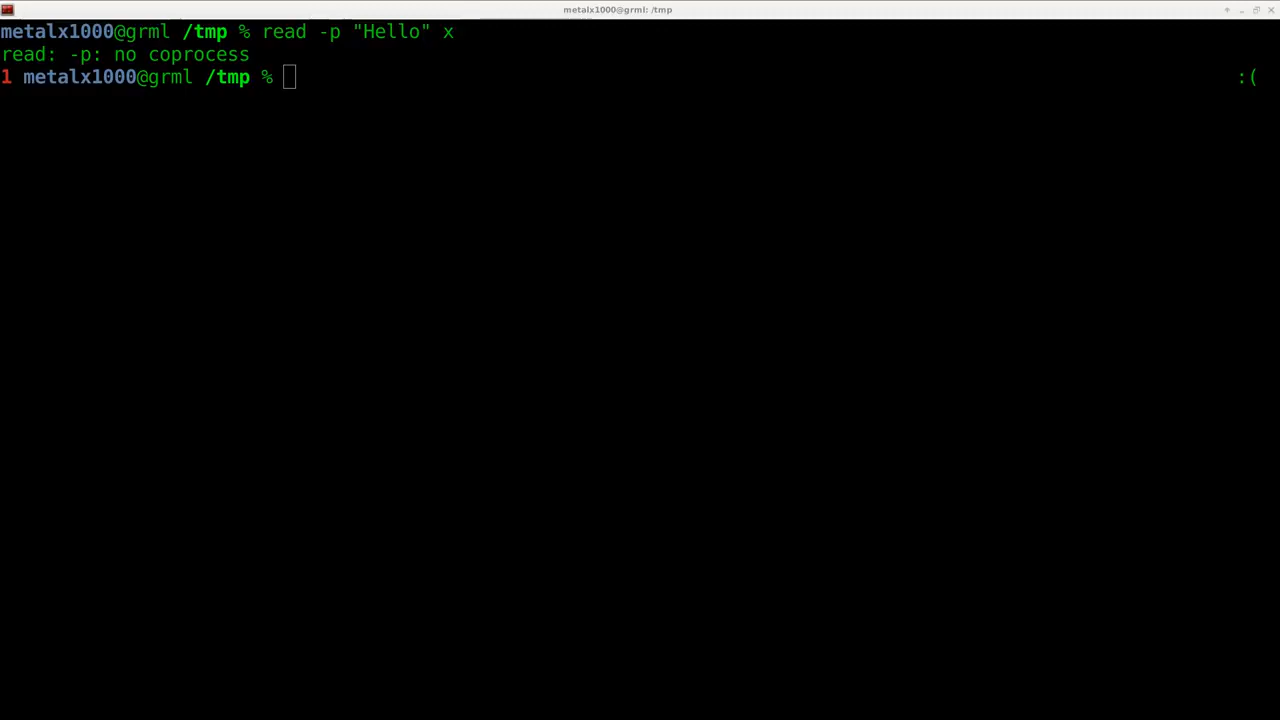 metalx1000@grml: /tmp
metalx1000@grml /tmp % read -p "Hello" x
read: -p: no coprocess
1 metalx1000@grml /tmp % :(